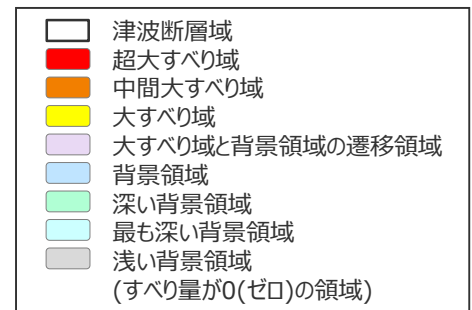 津波断層域
超大すべり域
中間大すべり域
大すべり域
大すべり域と背景領域の遷移領域
背景領域
深い背景領域
最も深い背景領域
浅い背景領域
(すべり量が0(ゼロ)の領域)